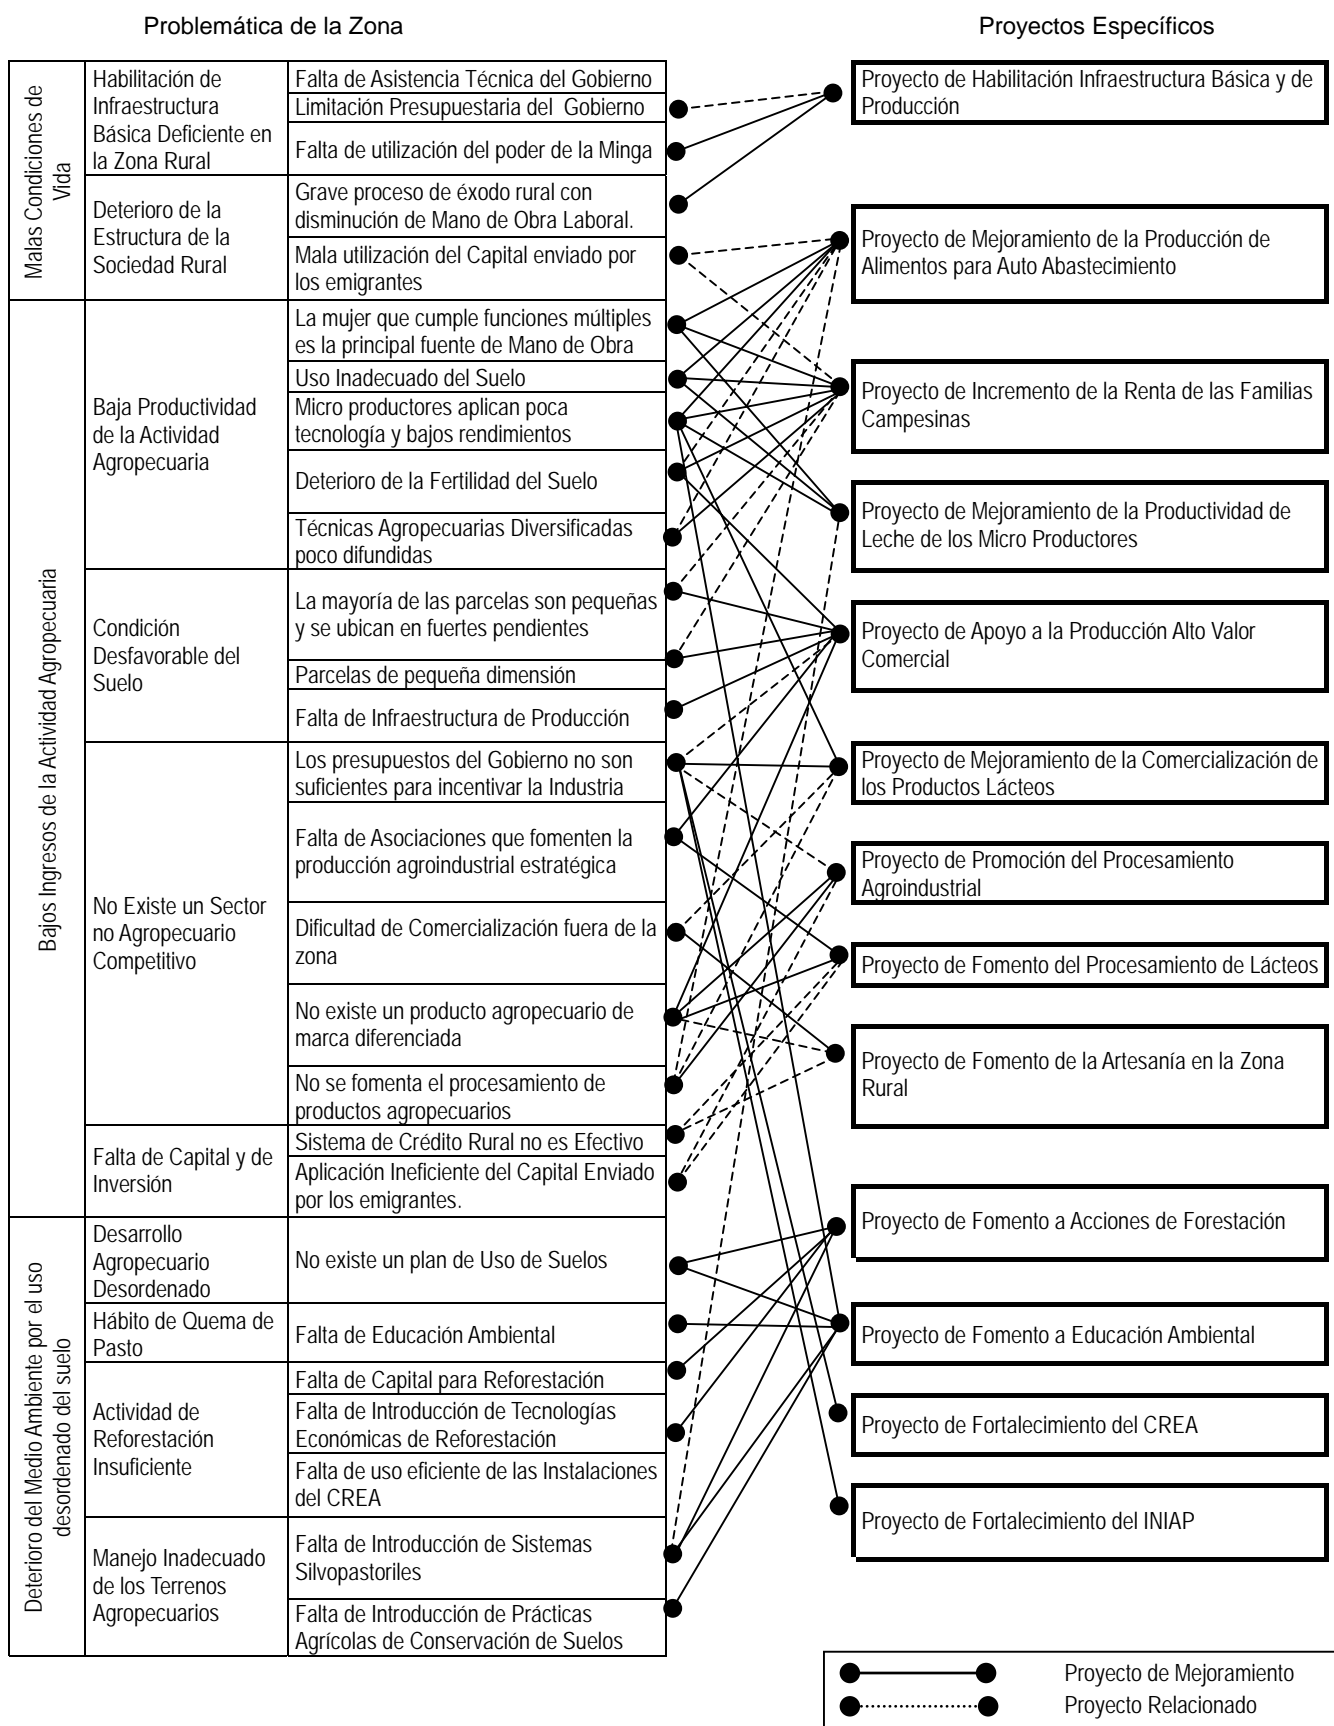 Problemática de la Zona
Proyectos Específicos
Malas Condiciones de
Vida
Habilitación de
Infraestructura
Básica Deficiente en
la Zona Rural
Falta de Asistencia Técnica del Gobierno
Limitación Presupuestaria del Gobierno
Falta de utilización del poder de la Minga
Deterioro de la
Estructura de la
Sociedad Rural
Grave proceso de éxodo rural con
disminución de Mano de Obra Laboral.
Mala utilización del Capital enviado por
los emigrantes
Bajos Ingresos de la Actividad Agropecuaria
Baja Productividad
de la Actividad
Agropecuaria
La mujer que cumple funciones múltiples
es la principal fuente de Mano de Obra
Uso Inadecuado del Suelo
Micro productores aplican poca
tecnología y bajos rendimientos
Deterioro de la Fertilidad del Suelo
Técnicas Agropecuarias Diversificadas
poco difundidas
Condición
Desfavorable del
Suelo
La mayoría de las parcelas son pequeñas
y se ubican en fuertes pendientes
Parcelas de pequeña dimensión
Falta de Infraestructura de Producción
No Existe un Sector
no Agropecuario
Competitivo
Los presupuestos del Gobierno no son
suficientes para incentivar la Industria
Falta de Asociaciones que fomenten la
producción agroindustrial estratégica
Dificultad de Comercialización fuera de la
zona
No existe un producto agropecuario de
marca diferenciada
No se fomenta el procesamiento de
productos agropecuarios
Falta de Capital y de
Inversión
Sistema de Crédito Rural no es Efectivo
Aplicación Ineficiente del Capital Enviado
por los emigrantes.
Deterioro del Medio Ambiente por el uso
desordenado del suelo
Desarrollo
Agropecuario
Desordenado
No existe un plan de Uso de Suelos
Hábito de Quema de
Pasto
Falta de Educación Ambiental
Actividad de
Reforestación
Insuficiente
Falta de Capital para Reforestación
Falta de Introducción de Tecnologías
Económicas de Reforestación
Falta de uso eficiente de las Instalaciones
del CREA
Manejo Inadecuado
de los Terrenos
Agropecuarios
Falta de Introducción de Sistemas
Silvopastoriles
Falta de Introducción de Prácticas
Agrícolas de Conservación de Suelos
Proyecto de Habilitación Infraestructura Básica y de
Producción
Proyecto de Mejoramiento de la Producción de
Alimentos para Auto Abastecimiento
Proyecto de Incremento de la Renta de las Familias
Campesinas
Proyecto de Mejoramiento de la Productividad de
Leche de los Micro Productores
Proyecto de Apoyo a la Producción Alto Valor
Comercial
Proyecto de Mejoramiento de la Comercialización de
los Productos Lácteos
Proyecto de Promoción del Procesamiento
Agroindustrial
Proyecto de Fomento del Procesamiento de Lácteos
Proyecto de Fomento de la Artesanía en la Zona
Rural
Proyecto de Fomento a Acciones de Forestación
Proyecto de Fomento a Educación Ambiental
Proyecto de Fortalecimiento del CREA
Proyecto de Fortalecimiento del INIAP
Proyecto de Mejoramiento
Proyecto Relacionado